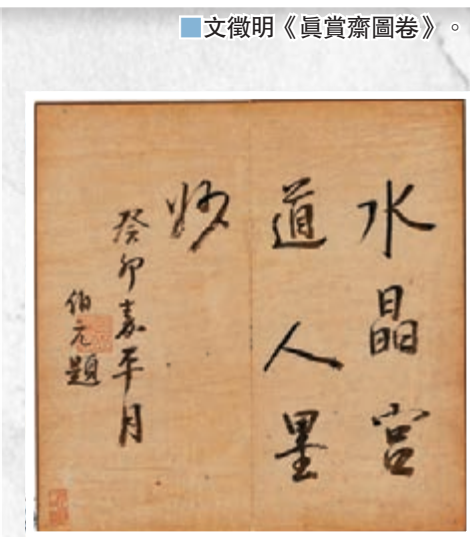 ■文徵明《真賞齋圖卷》。
水晶宮
道人墨
妙
癸卯嘉平月
伯元題